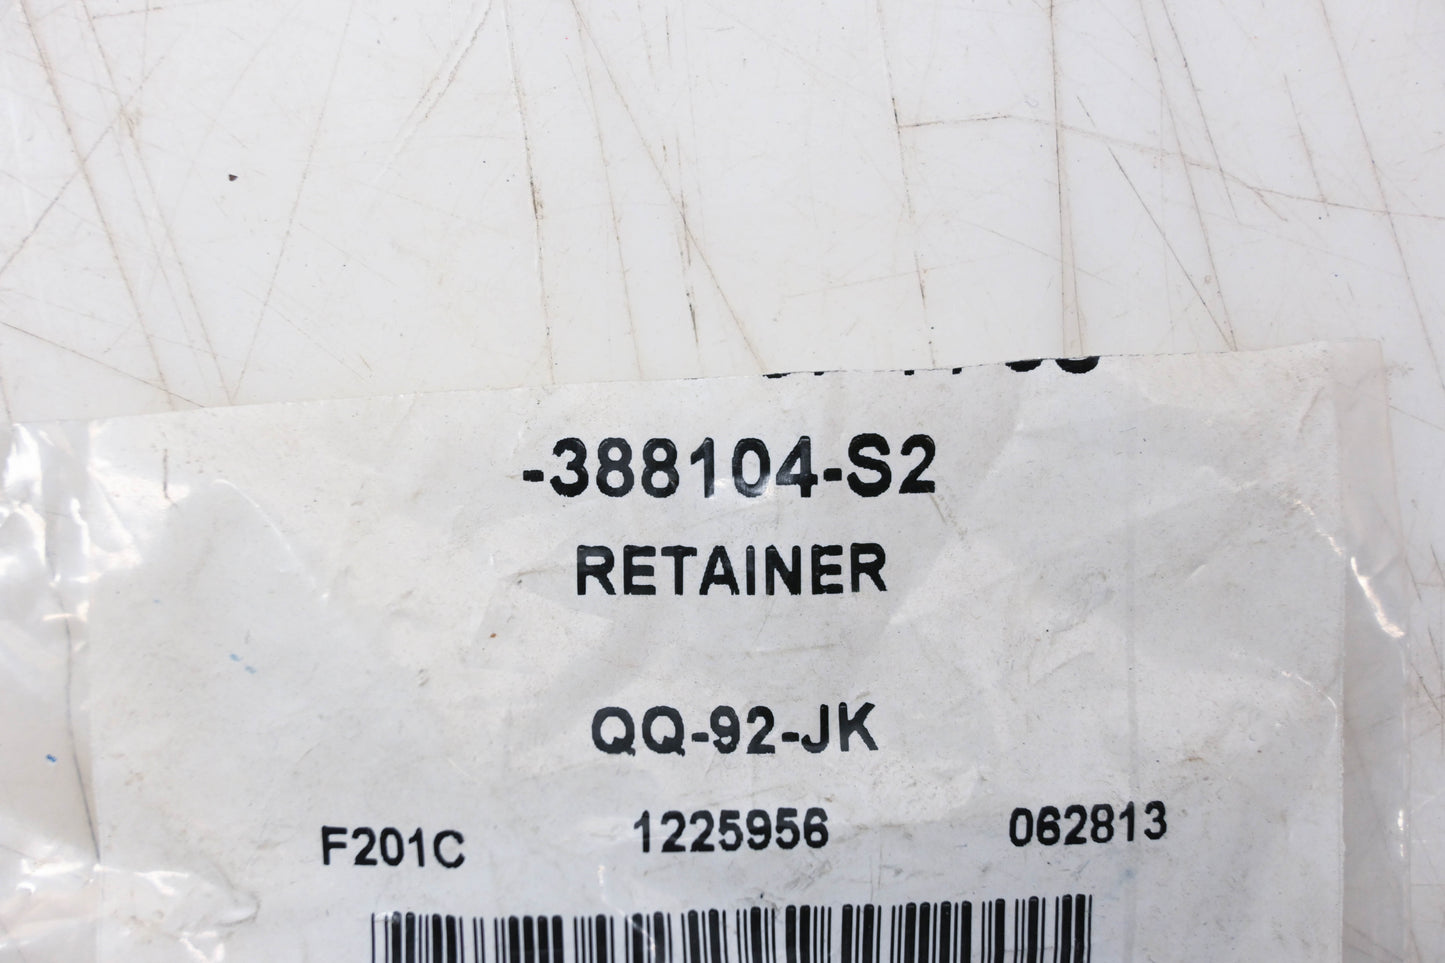 -388104-S2
RETAINER
QQ-92-JK
F201C 1225956 062813